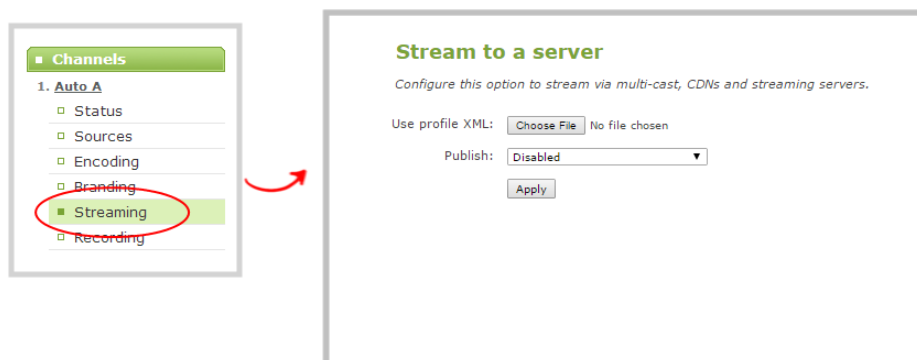 Channels
1. Auto A
Status
Sources
Encoding
Branding
Streaming
Recording
Stream to a server
Configure this option to stream via multi-cast, CDNs and streaming servers.
Use profile XML: Choose File No file chosen
Publish: Disabled
Apply